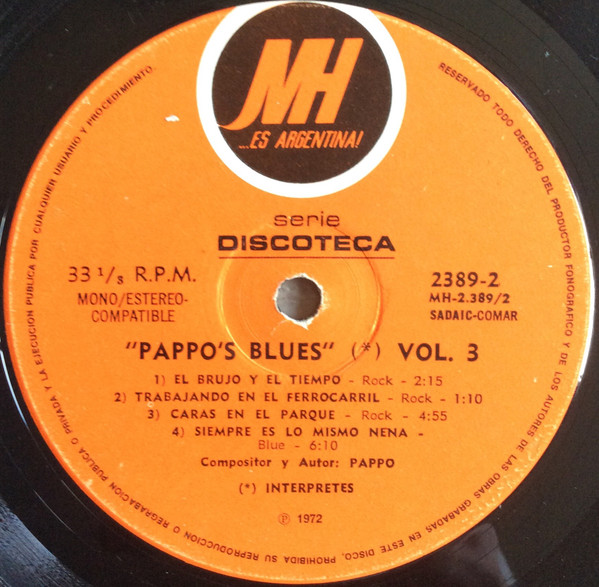 MH
...ES ARGENTINA!
RESERVADO TODO DERECHO DEL PRODUCTOR FONOGRAFICO Y DE LOS AUTORES DE LAS OBRAS GRABADAS EN ESTE DISCO, PROHIBIDA SU REPRODUCCION O REGRABACION PUBLICA O PRIVADA Y LA EJECUCION PUBLICA POR CUALQUIER USUARIO Y PROCEDIMIENTO.
serie
DISCOTECA
33 1/3 R.P.M.
MONO/ESTEREO-
COMPATIBLE
2389-2
MH-2.389/2
SADAIC-COMAR
"PAPPO'S BLUES" (*) VOL. 3
1) EL BRUJO Y EL TIEMPO - Rock - 2:15
2) TRABAJANDO EN EL FERROCARRIL - Rock - 1:10
3) CARAS EN EL PARQUE - Rock - 4:55
4) SIEMPRE ES LO MISMO NENA -
Blue - 6:10
Compositor y Autor: PAPPO
(*) INTERPRETES
℗ 1972